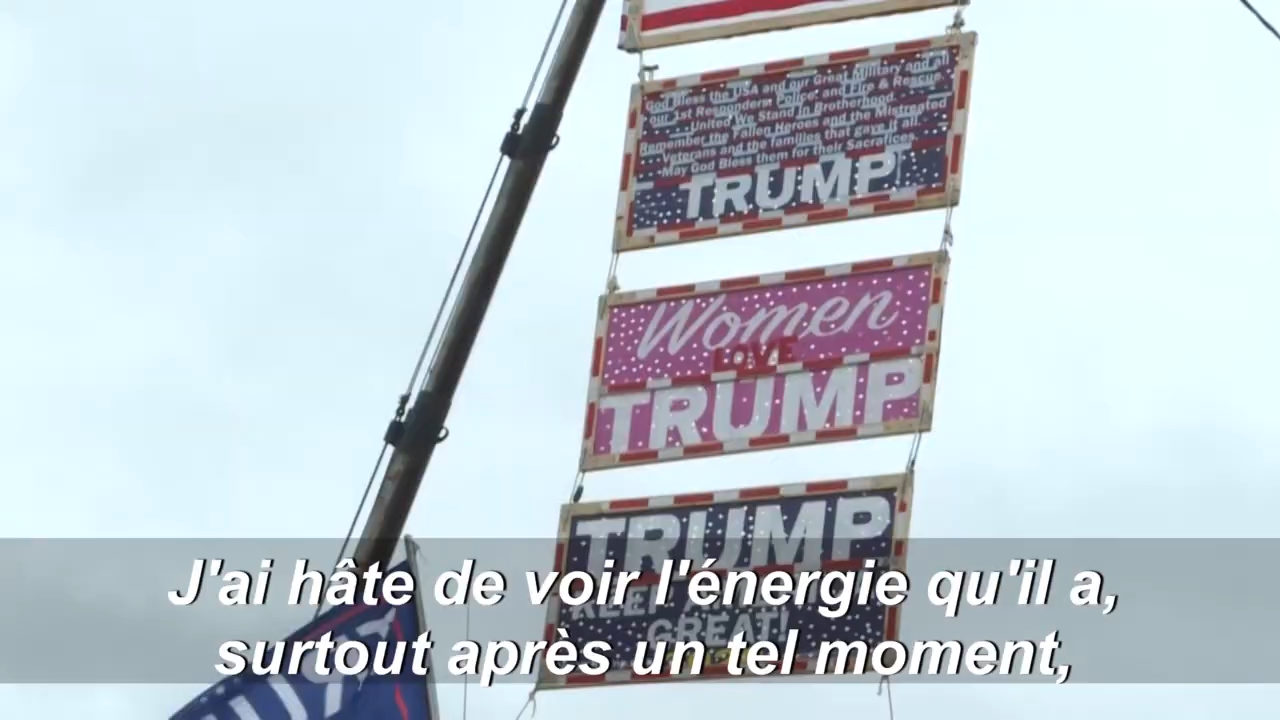 God Bless the USA and our Great Military and all
our 1st Responders, Police, and Fire & Rescue.
United We Stand in Brotherhood.
Remember the Fallen Heroes and the Mistreated
Veterans and the families that gave it all.
May God Bless them for their Sacrafices.
TRUMP
Women
LOVE
TRUMP
TRUMP
KEEP
GREAT!
J'ai hâte de voir l'énergie qu'il a,
surtout après un tel moment,